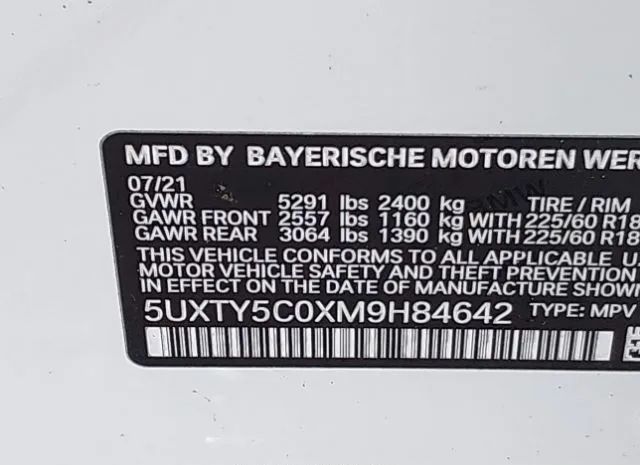 MFD BY BAYERISCHE MOTOREN WER
07/21
GVWR 5291 lbs 2400 kg TIRE / RIM
GAWR FRONT 2557 lbs 1160 kg WITH 225/60 R18
GAWR REAR 3064 lbs 1390 kg WITH 225/60 R18
THIS VEHICLE CONFORMS TO ALL APPLICABLE U.
MOTOR VEHICLE SAFETY AND THEFT PREVENTION
IN EFFECT ON THE DATE OF MANUFACTURE SHOWN
5UXTY5C0XM9H84642 TYPE: MPV
BMW